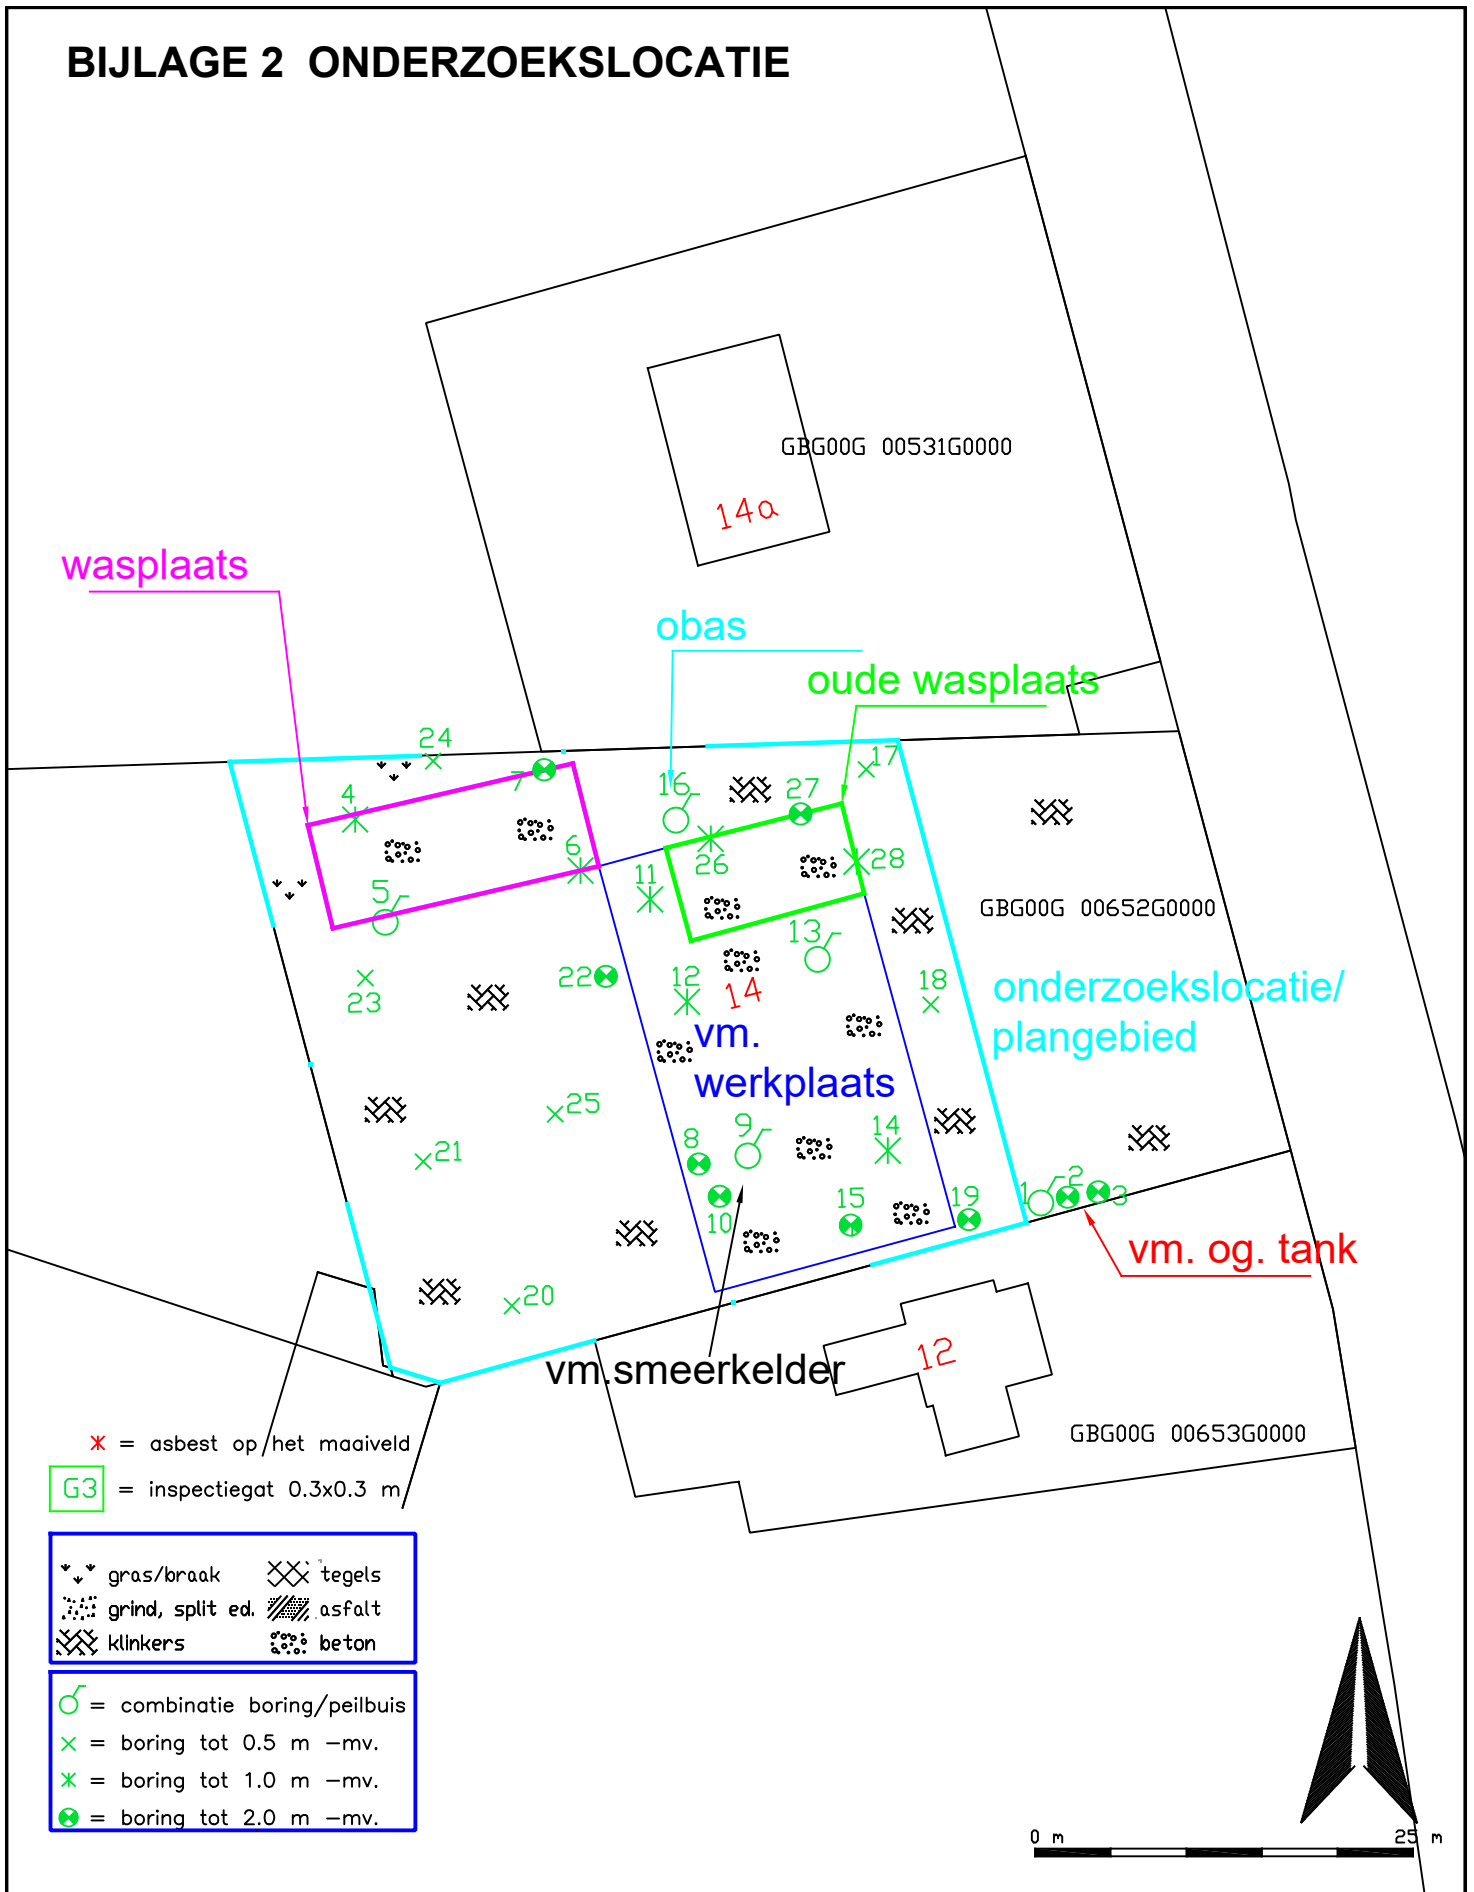 BIJLAGE 2 ONDERZOEKSLOCATIE
GBG00G 00531G0000
14a
wasplaats
obas
oude wasplaats
24
17
7
16
27
4
6
26
28
11
5
GBG00G 00652G0000
13
22
12
18
23
14
onderzoekslocatie/
plangebied
vm.
werkplaats
25
9
14
8
21
1
2
3
15
19
10
vm. og. tank
20
12
vm.smeerkelder
GBG00G 00653G0000
= asbest op het maaiveld
G3 = inspectiegat 0.3x0.3 m
gras/braak tegels
grind, split ed. asfalt
klinkers beton
= combinatie boring/peilbuis
= boring tot 0.5 m -mv.
= boring tot 1.0 m -mv.
= boring tot 2.0 m -mv.
0 m 25 m